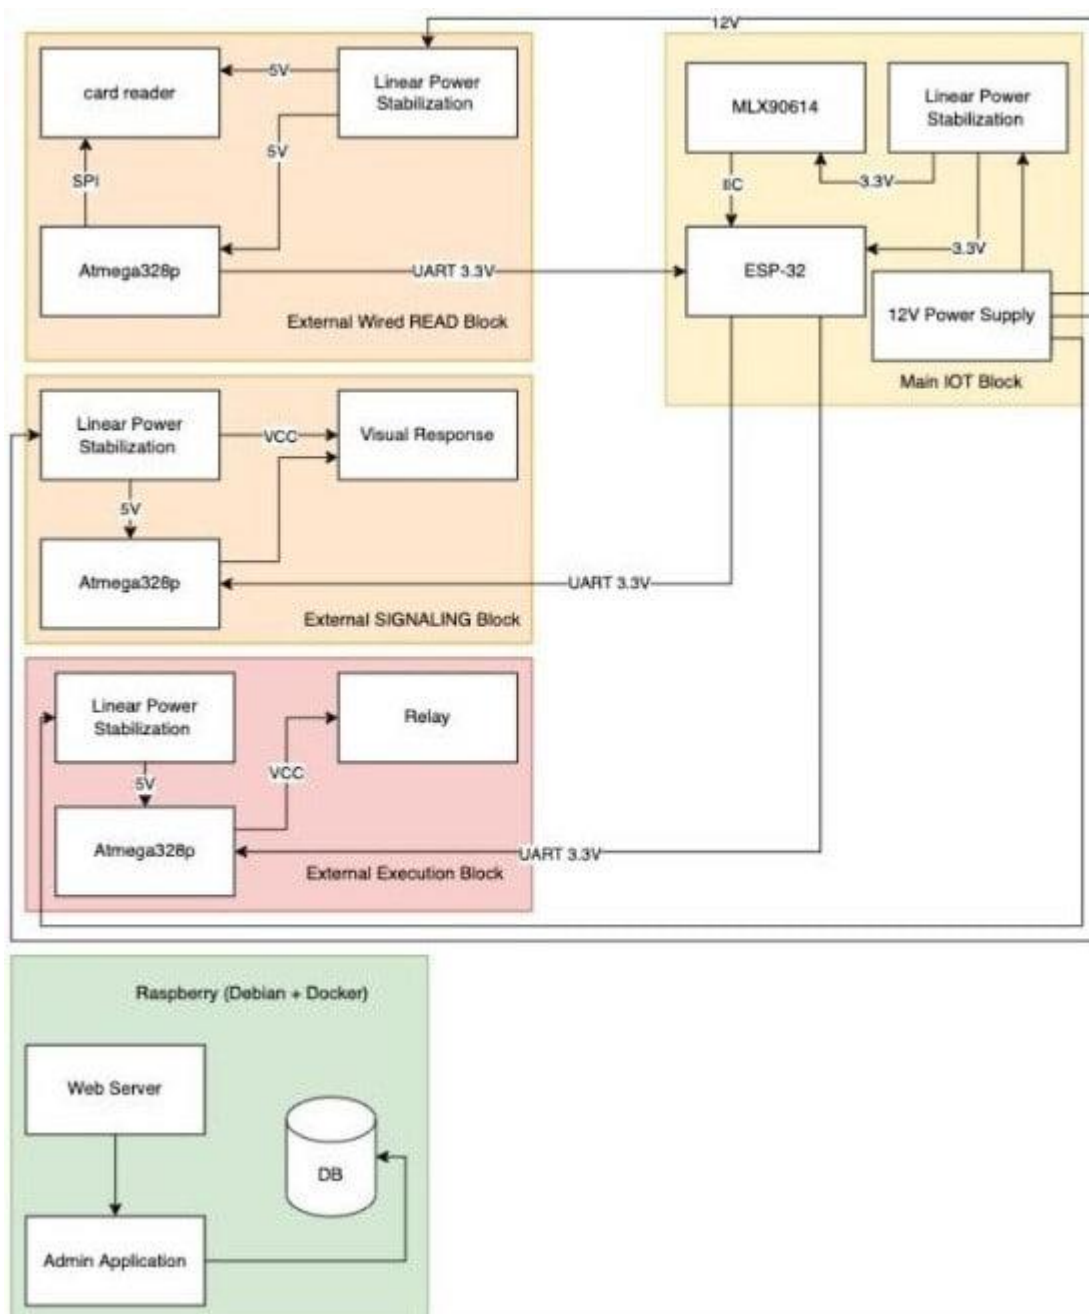 12V
card reader
5V
Linear Power
Stabilization
5V
SPI
Atmega328p
UART 3.3V
External Wired READ Block
MLX90614
Linear Power
Stabilization
IIC
3.3V
ESP-32
3.3V
12V Power Supply
Main IOT Block
Linear Power
Stabilization
VCC
Visual Response
5V
Atmega328p
UART 3.3V
External SIGNALING Block
Linear Power
Stabilization
Relay
VCC
5V
Atmega328p
UART 3.3V
External Execution Block
Raspberry (Debian + Docker)
Web Server
DB
Admin Application